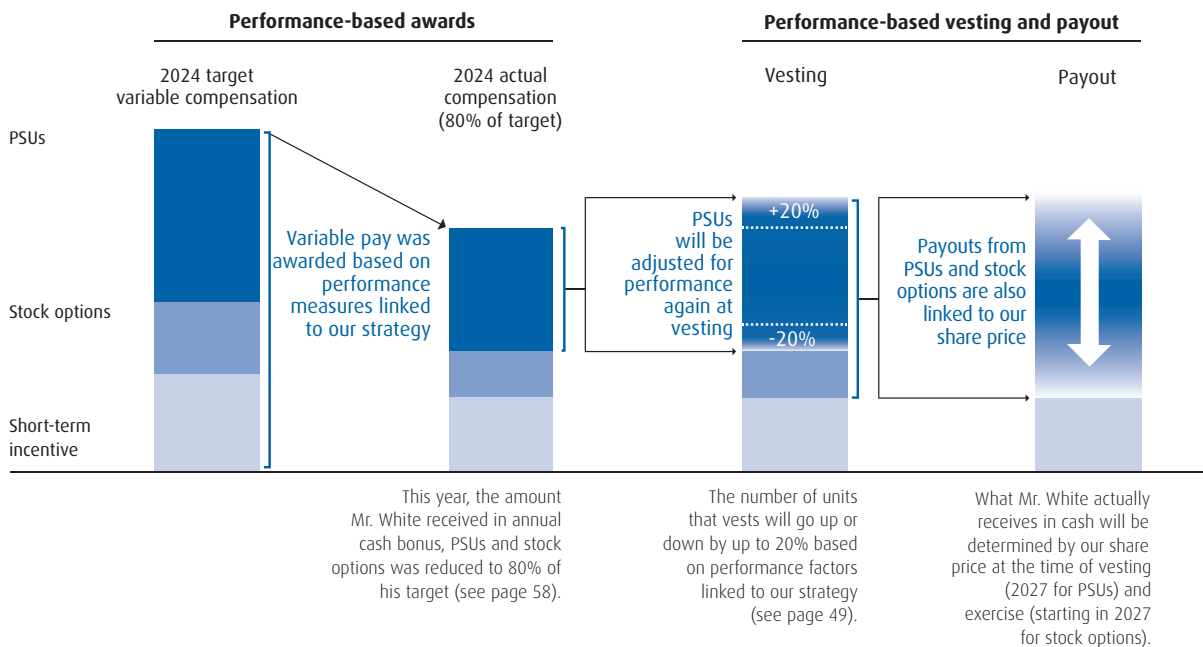 Performance-based awards
Performance-based vesting and payout
2024 target
variable compensation
2024 actual
compensation
(80% of target)
Vesting
Payout
PSUs
Stock options
Short-term
incentive
Variable pay was
awarded based on
performance
measures linked
to our strategy
PSUs
will be
adjusted for
performance
again at
vesting
+20%
-20%
Payouts from
PSUs and stock
options are also
linked to our
share price
This year, the amount
Mr. White received in annual
cash bonus, PSUs and stock
options was reduced to 80% of
his target (see page 58).
The number of units
that vests will go up or
down by up to 20% based
on performance factors
linked to our strategy
(see page 49).
What Mr. White actually
receives in cash will be
determined by our share
price at the time of vesting
(2027 for PSUs) and
exercise (starting in 2027
for stock options).